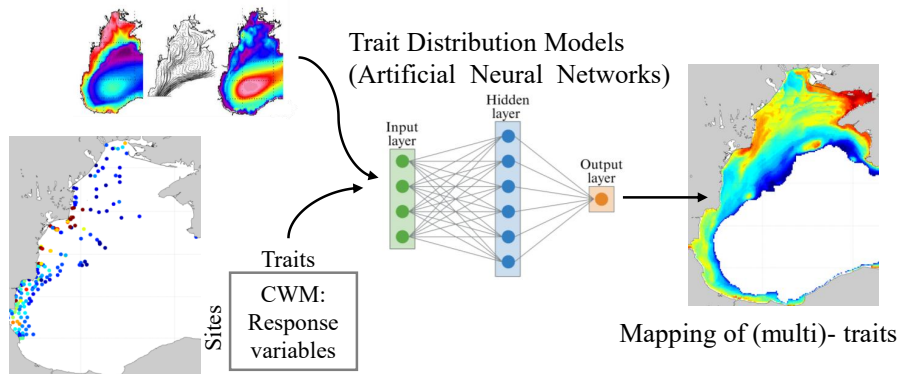 Trait Distribution Models
(Artificial Neural Networks)
Hidden
layer
Input
layer
Output
layer
Traits
Sites
CWM:
Response
variables
Mapping of (multi)- traits